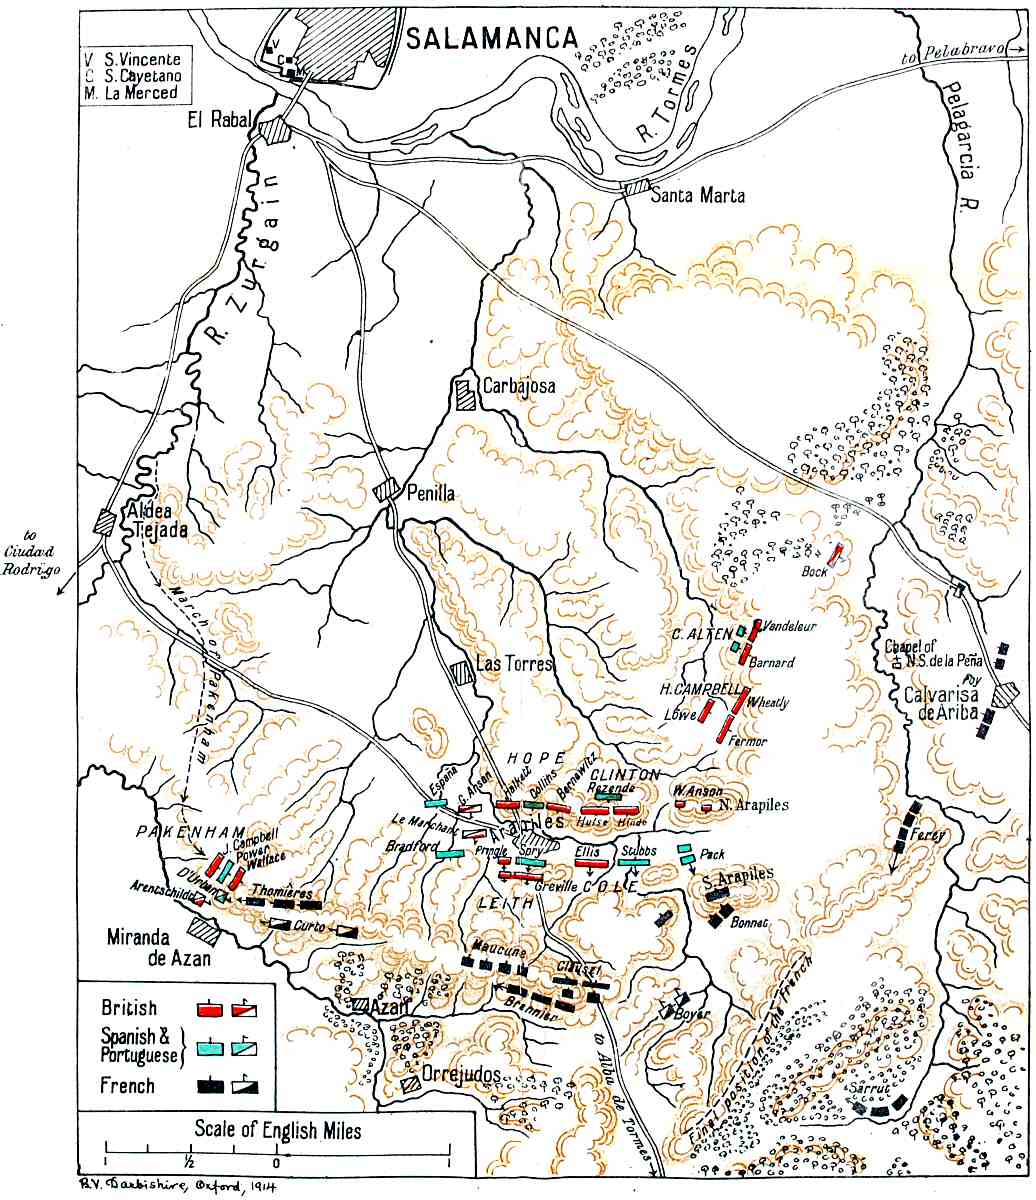 SALAMANCA
V S. Vincente
C S. Cayetano
M. La Merced
V
C
M
to Pelabravo
El Rabal
R. Tormes
Pelagarcia R.
Santa Marta
R. Zurgain
Carbajosa
Penilla
Aldea
Tejada
to
Ciudad
Rodrigo
March of Pakenham
Bock
C. ALTEN
Vandeleur
Barnard
Chapel of
N.S. de la Peña
Foy
Calvarisa
de Ariba
H. CAMPBELL
Wheatly
Löwe
Fermor
Las Torres
HOPE
España
G. Anson
Halkett
Collins
Bernewitz
CLINTON
Rezende
Hulse
Hinde
W. Anson
N. Arapiles
Le Marchant
Arapiles
Bradford
Pringle
Spry
Ellis
Stubbs
Pack
Ferey
Greville
COLE
LEITH
S. Arapiles
Bonnet
PAKENHAM
J. Campbell
Power
Wallace
D'Urban
Arentschildt
Thomieres
Curto
Miranda
de Azan
Maucune
Clausel
Brennier
Azan
Boyer
Orrejudos
to Alba de Tormes
Final position of the French
Sarrut
British
Spanish &
Portuguese
French
Scale of English Miles
1 ½ 0 1
B.V. Darbishire, Oxford, 1914